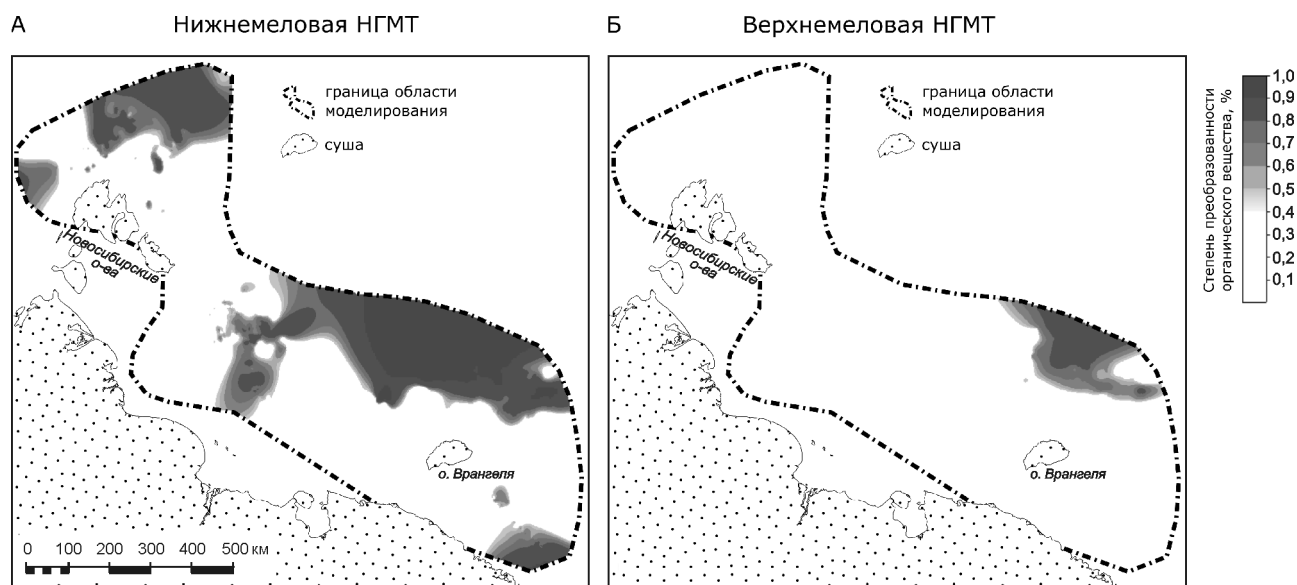 А
Нижнемеловая НГМТ
граница области
моделирования
суша
Новосибирские
о-ва
о. Врангеля
0 100 200 300 400 500 км
Б
Верхнемеловая НГМТ
граница области
моделирования
суша
Новосибирские
о-ва
о. Врангеля
Степень преобразованности
органического вещества, %
1,0
0,9
0,8
0,7
0,6
0,5
0,4
0,3
0,2
0,1